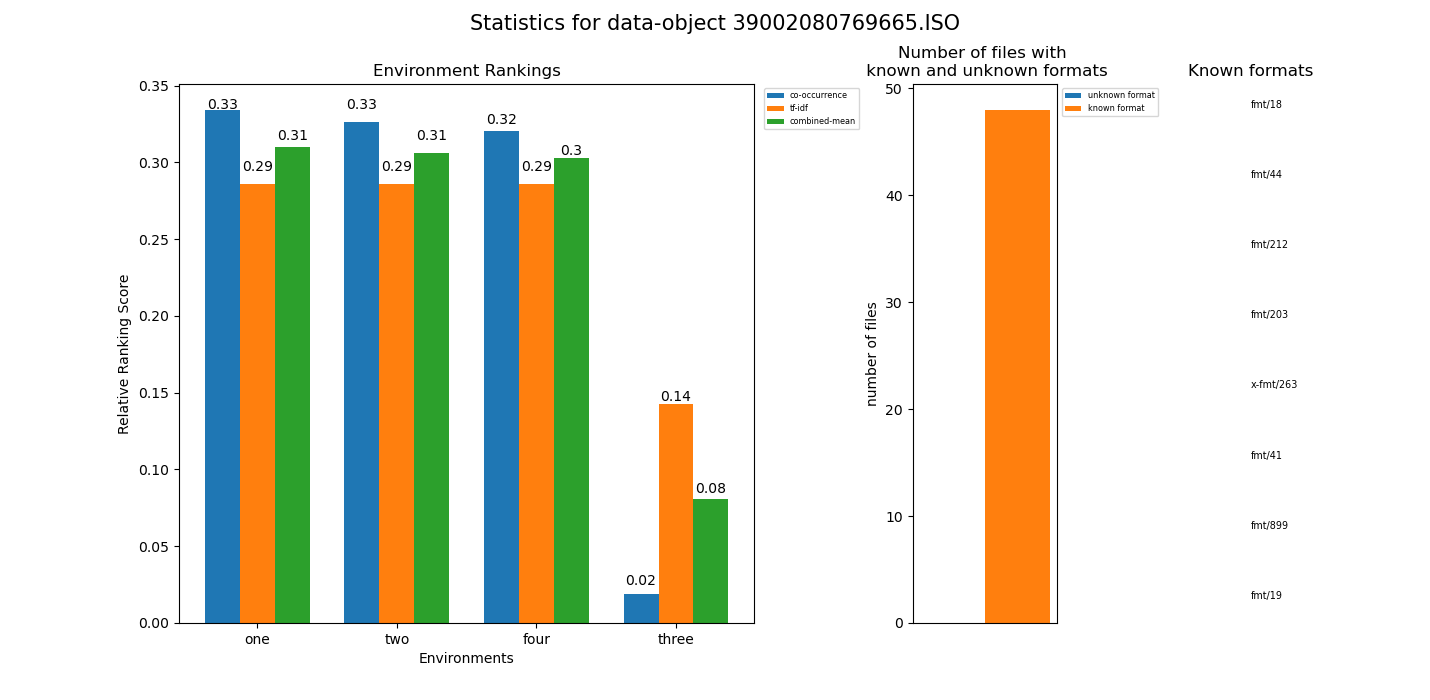 Statistics for data-object 39002080769665.ISO
Environment Rankings
0.35
0.30
0.25
0.20
0.15
0.10
0.05
0.00
Relative Ranking Score
0.33
0.29
0.31
0.33
0.29
0.31
0.32
0.29
0.3
0.02
0.14
0.08
one
two
four
three
Environments
co-occurrence
tf-idf
combined-mean
Number of files with
known and unknown formats
50
40
30
20
10
0
number of files
unknown format
known format
Known formats
fmt/18
fmt/44
fmt/212
fmt/203
x-fmt/263
fmt/41
fmt/899
fmt/19